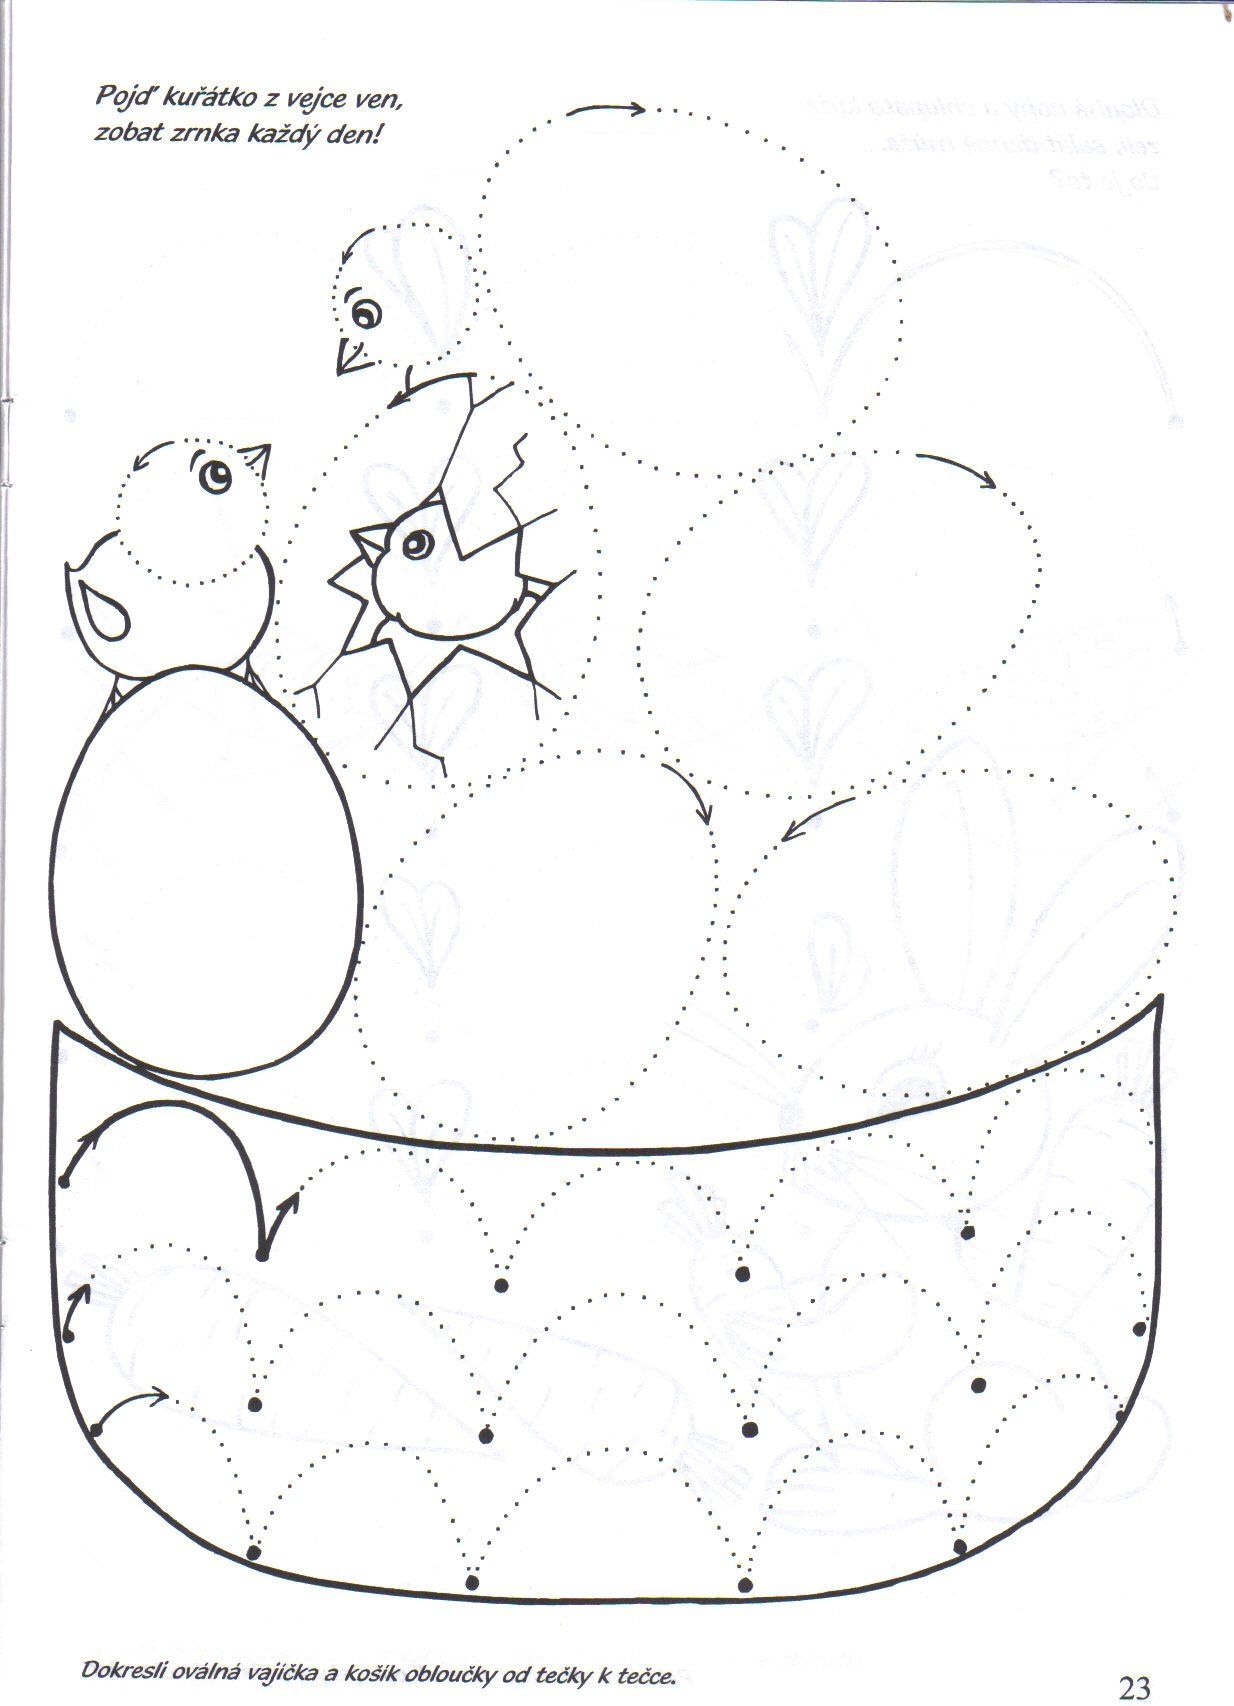 Pojď kuřátko z vejce ven,
zobat zrnka každý den!
Dokresli oválná vajíčka a košík obloučky od tečky k tečce.
23